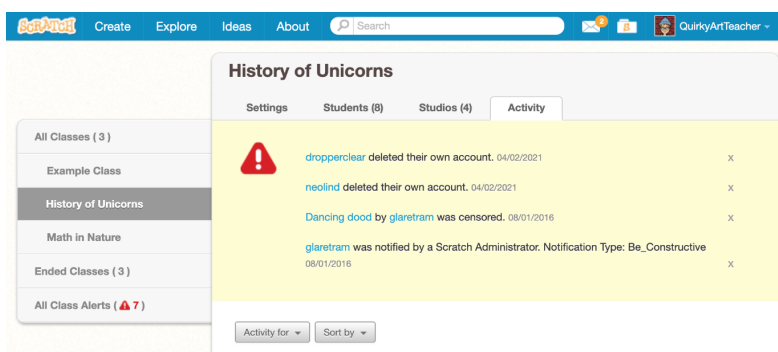 SCRATCH Create Explore Ideas About Search 2 QuirkyArtTeacher
History of Unicorns
Settings Students (8) Studios (4) Activity
All Classes ( 3 )
Example Class
History of Unicorns
Math in Nature
Ended Classes ( 3 )
All Class Alerts ( 7 )
dropperclear deleted their own account. 04/02/2021 x
neolind deleted their own account. 04/02/2021 x
Dancing dood by glaretram was censored. 08/01/2016 x
glaretram was notified by a Scratch Administrator. Notification Type: Be_Constructive
08/01/2016 x
Activity for Sort by